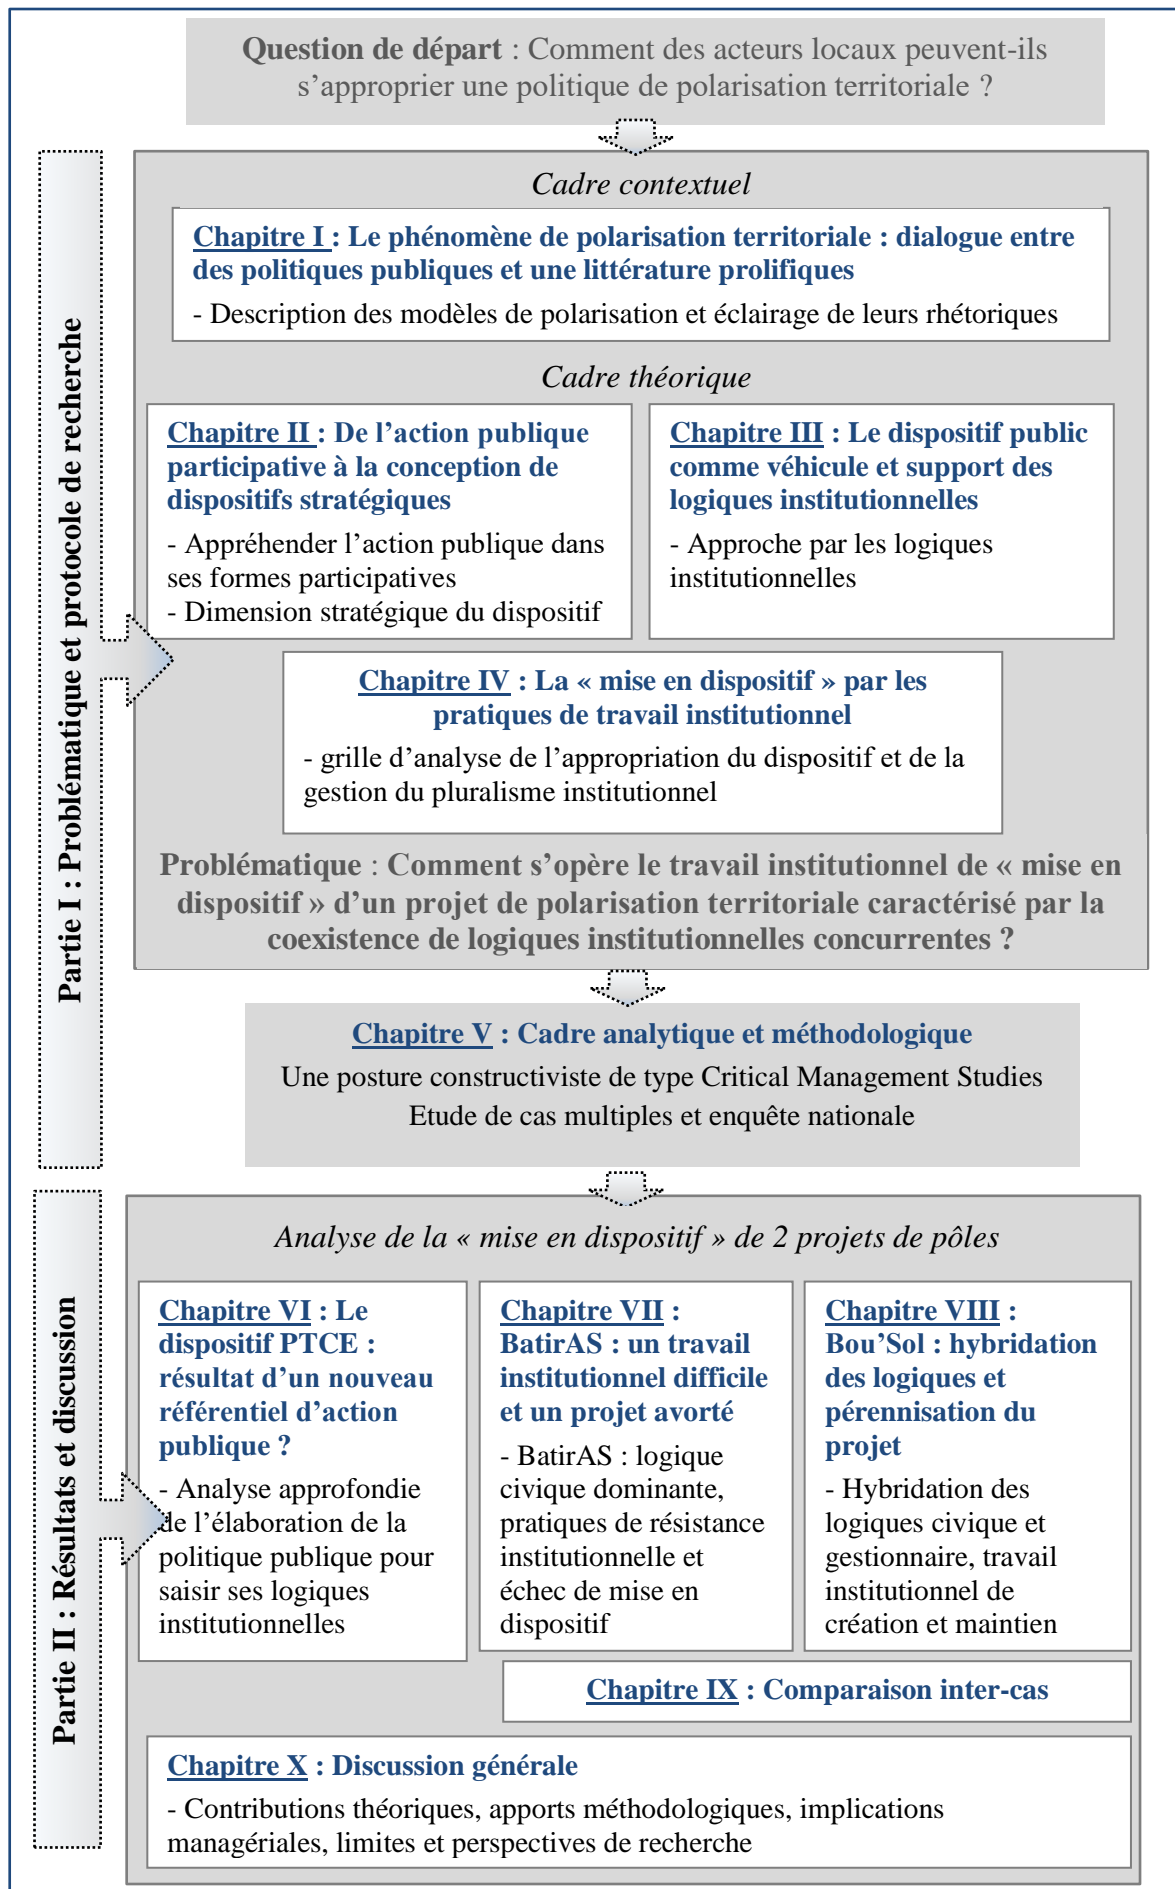 Question de départ : Comment des acteurs locaux peuvent-ils
s’approprier une politique de polarisation territoriale ?
Partie I : Problématique et protocole de recherche
Cadre contextuel
Chapitre I : Le phénomène de polarisation territoriale : dialogue entre
des politiques publiques et une littérature prolifiques
- Description des modèles de polarisation et éclairage de leurs rhétoriques
Cadre théorique
Chapitre II : De l’action publique
participative à la conception de
dispositifs stratégiques
- Appréhender l’action publique dans
ses formes participatives
- Dimension stratégique du dispositif
Chapitre III : Le dispositif public
comme véhicule et support des
logiques institutionnelles
- Approche par les logiques
institutionnelles
Chapitre IV : La « mise en dispositif » par les
pratiques de travail institutionnel
- grille d’analyse de l’appropriation du dispositif et de la
gestion du pluralisme institutionnel
Problématique : Comment s’opère le travail institutionnel de « mise en
dispositif » d’un projet de polarisation territoriale caractérisé par la
coexistence de logiques institutionnelles concurrentes ?
Chapitre V : Cadre analytique et méthodologique
Une posture constructiviste de type Critical Management Studies
Etude de cas multiples et enquête nationale
Partie II : Résultats et discussion
Analyse de la « mise en dispositif » de 2 projets de pôles
Chapitre VI : Le
dispositif PTCE :
résultat d’un nouveau
référentiel d’action
publique ?
- Analyse approfondie
de l’élaboration de la
politique publique pour
saisir ses logiques
institutionnelles
Chapitre VII :
BatirAS : un travail
institutionnel difficile
et un projet avorté
- BatirAS : logique
civique dominante,
pratiques de résistance
institutionnelle et
échec de mise en
dispositif
Chapitre VIII :
Bou’Sol : hybridation
des logiques et
pérennisation du
projet
- Hybridation des
logiques civique et
gestionnaire, travail
institutionnel de
création et maintien
Chapitre IX : Comparaison inter-cas
Chapitre X : Discussion générale
- Contributions théoriques, apports méthodologiques, implications
managériales, limites et perspectives de recherche